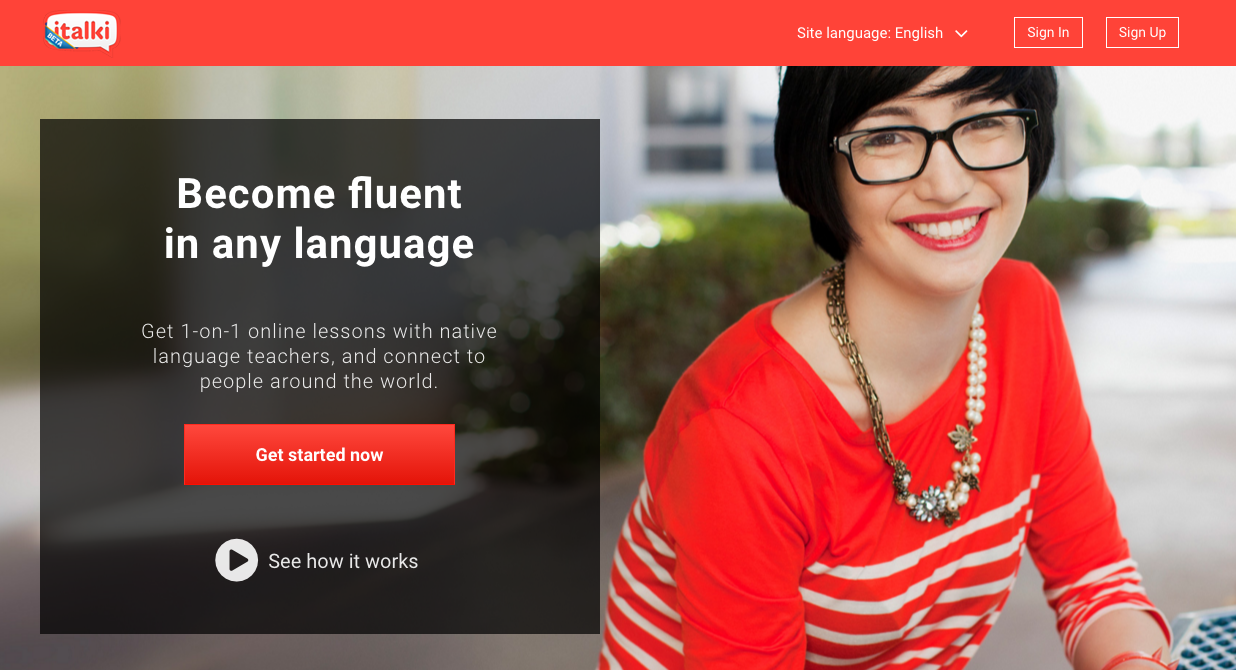 italki
BETA
Site language: English
Sign In
Sign Up
Become fluent
in any language
Get 1-on-1 online lessons with native
language teachers, and connect to
people around the world.
Get started now
See how it works